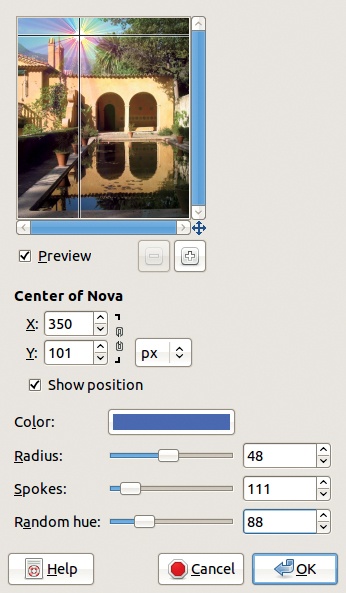 Preview
Center of Nova
X: 350
Y: 101 px
Show position
Color:
Radius: 48
Spokes: 111
Random hue: 88
Help Cancel OK